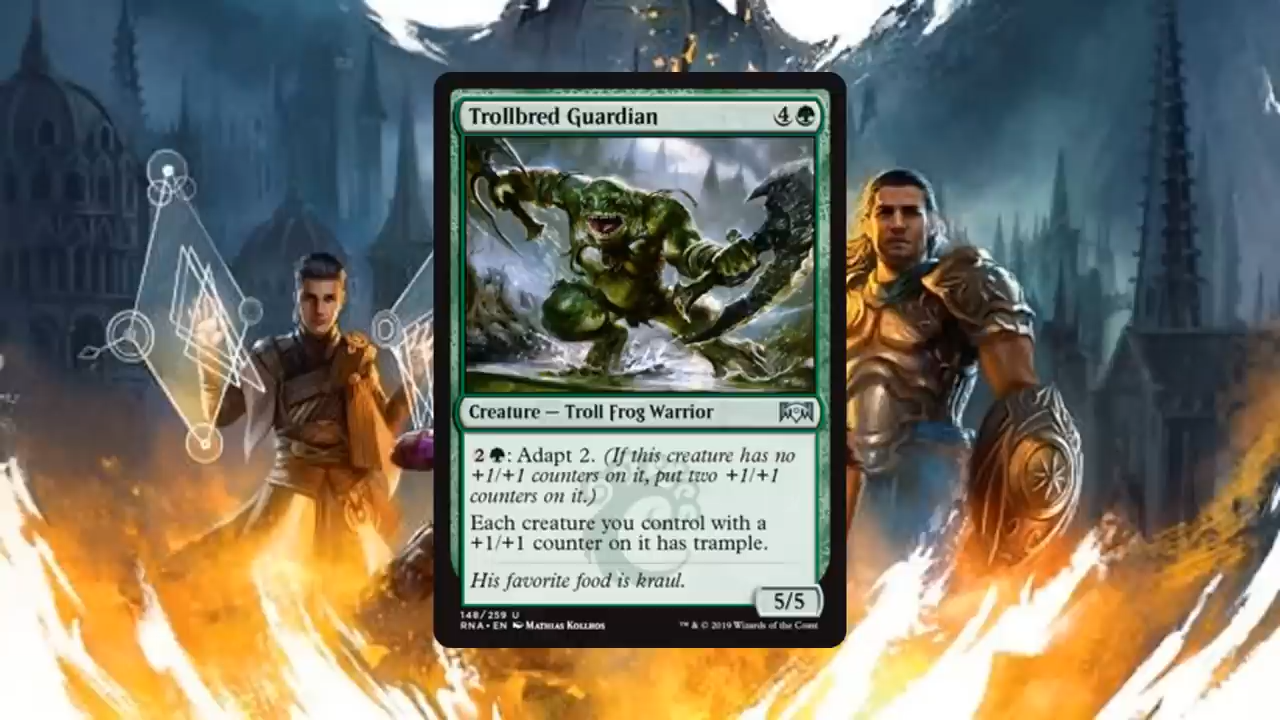 Trollbred Guardian 4
Creature — Troll Frog Warrior
2 : Adapt 2. (If this creature has no
+1/+1 counters on it, put two +1/+1
counters on it.)
Each creature you control with a
+1/+1 counter on it has trample.
His favorite food is kraul.
5/5
148/259 U
RNA • EN Mathias Kollros
™ & © 2019 Wizards of the Coast